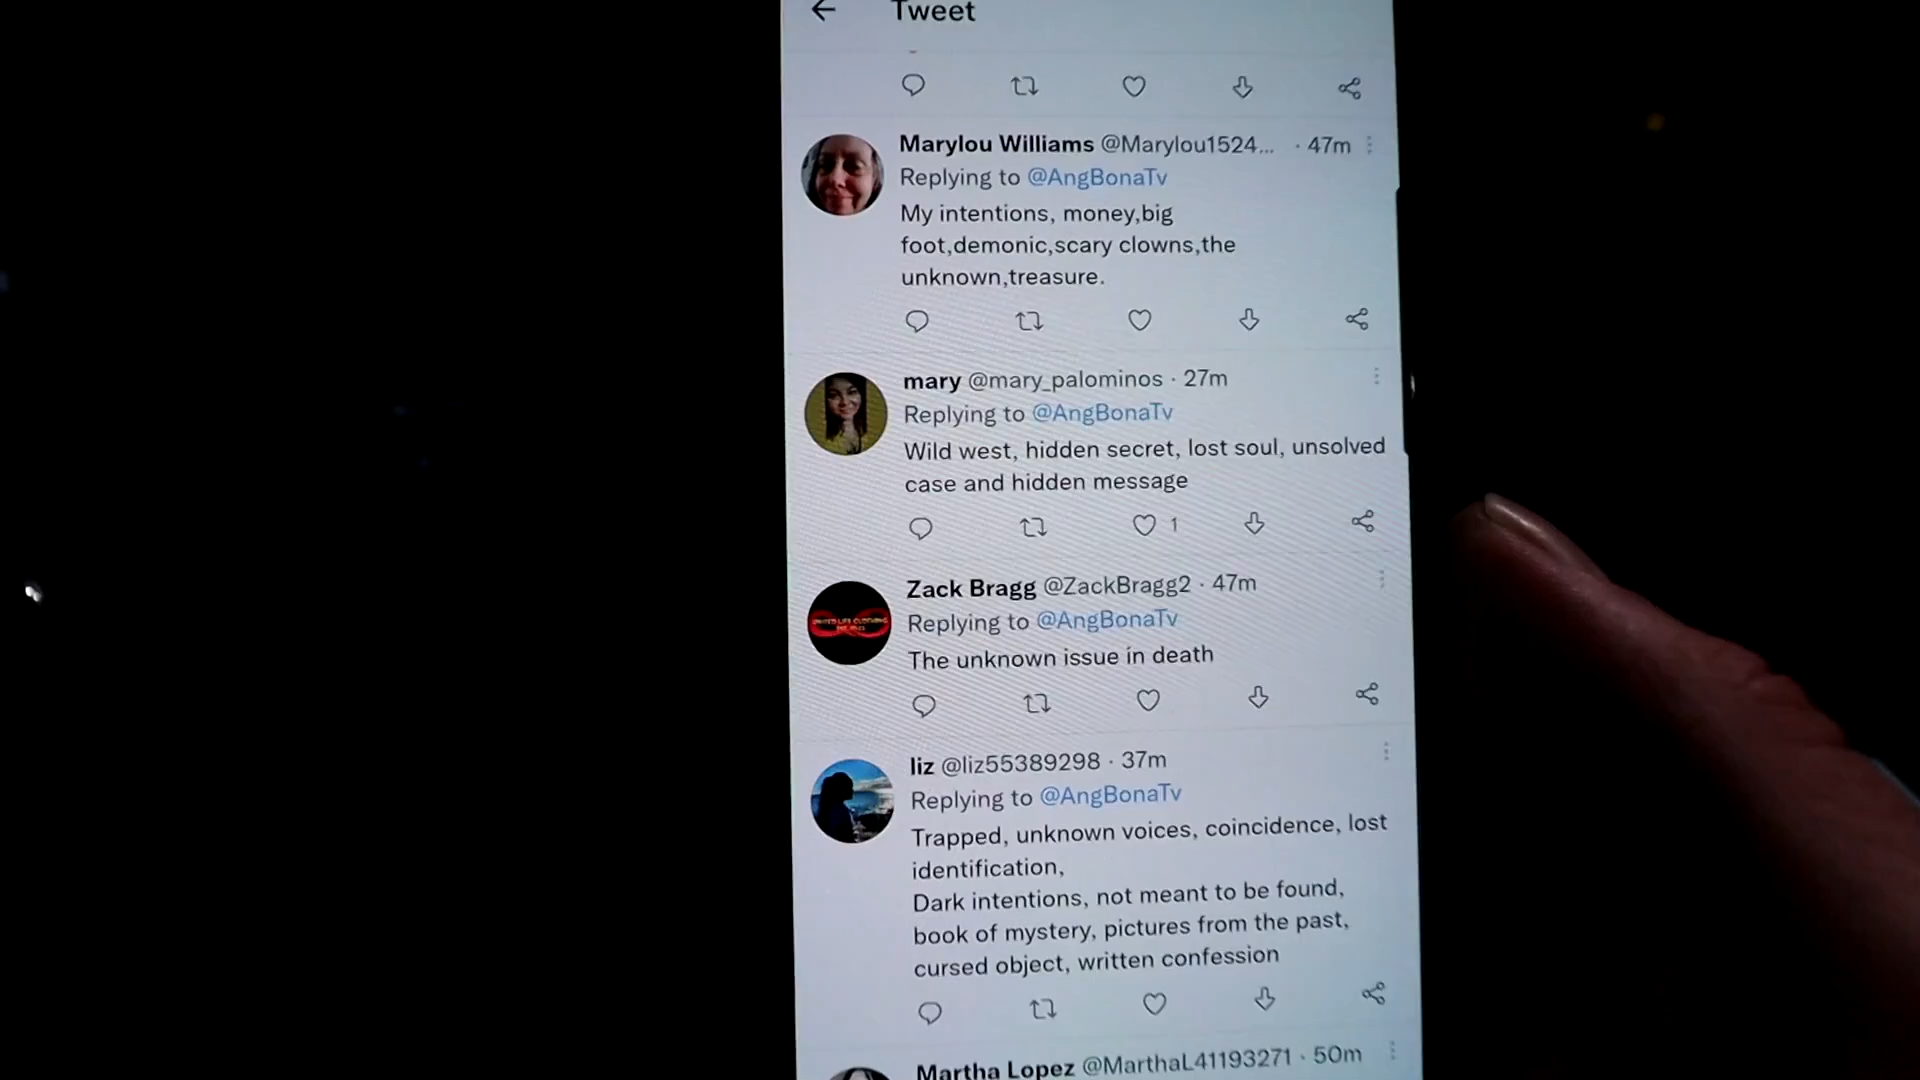 Tweet
Marylou Williams @Marylou1524... · 47m
Replying to @AngBonaTv
My intentions, money,big
foot,demonic,scary clowns,the
unknown,treasure.
mary @mary_palominos · 27m
Replying to @AngBonaTv
Wild west, hidden secret, lost soul, unsolved
case and hidden message
1
Zack Bragg @ZackBragg2 · 47m
Replying to @AngBonaTv
The unknown issue in death
liz @liz55389298 · 37m
Replying to @AngBonaTv
Trapped, unknown voices, coincidence, lost
identification,
Dark intentions, not meant to be found,
book of mystery, pictures from the past,
cursed object, written confession
Martha Lopez @MarthaL41193271 · 50m